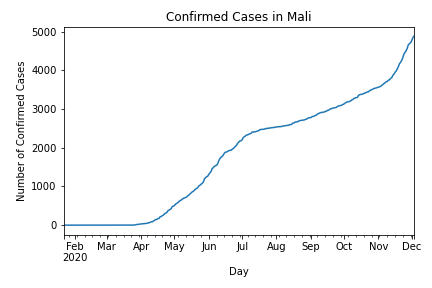 Confirmed Cases in Mali
Number of Confirmed Cases
5000
4000
3000
2000
1000
0
Feb Mar Apr May Jun Jul Aug Sep Oct Nov Dec
2020
Day